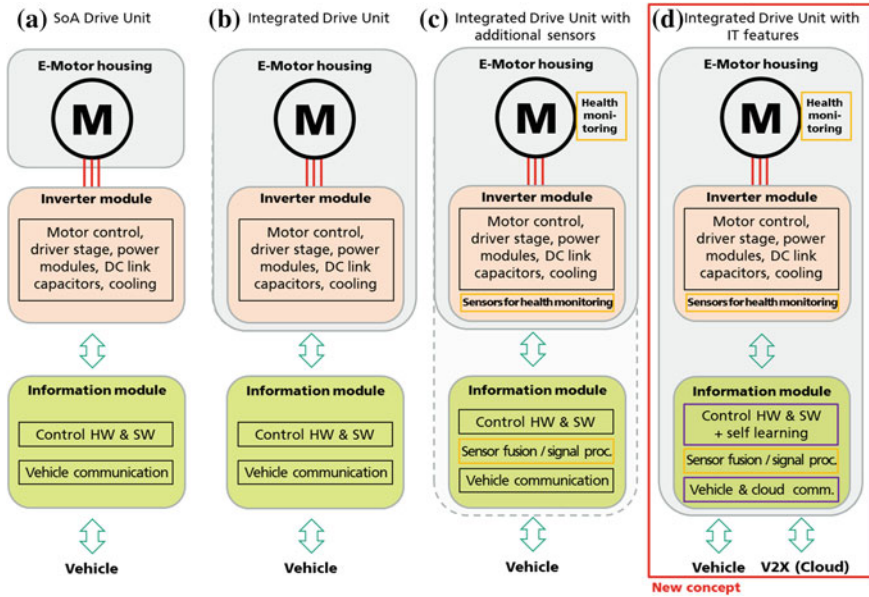 (a) SoA Drive Unit
E-Motor housing
M
Inverter module
Motor control,
driver stage, power
modules, DC link
capacitors, cooling
Information module
Control HW & SW
Vehicle communication
Vehicle
(b) Integrated Drive Unit
E-Motor housing
M
Inverter module
Motor control,
driver stage, power
modules, DC link
capacitors, cooling
Information module
Control HW & SW
Vehicle communication
Vehicle
(c) Integrated Drive Unit with
additional sensors
E-Motor housing
M
Health
moni-
toring
Inverter module
Motor control,
driver stage, power
modules, DC link
capacitors, cooling
Sensors for health monitoring
Information module
Control HW & SW
Sensor fusion / signal proc.
Vehicle communication
Vehicle
(d) Integrated Drive Unit with
IT features
E-Motor housing
M
Health
moni-
toring
Inverter module
Motor control,
driver stage, power
modules, DC link
capacitors, cooling
Sensors for health monitoring
Information module
Control HW & SW
+ self learning
Sensor fusion / signal proc.
Vehicle & cloud comm.
Vehicle V2X (Cloud)
New concept